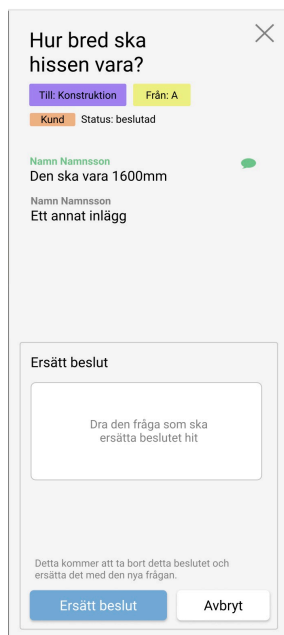 Hur bred ska
hissen vara?
Till: Konstruktion
Från: A
Kund
Status: beslutad
Namn Namnsson
Den ska vara 1600mm
Namn Namnsson
Ett annat inlägg
Ersätt beslut
Dra den fråga som ska
ersätta beslutet hit
Detta kommer att ta bort detta beslutet och
ersätta det med den nya frågan.
Ersätt beslut
Avbryt